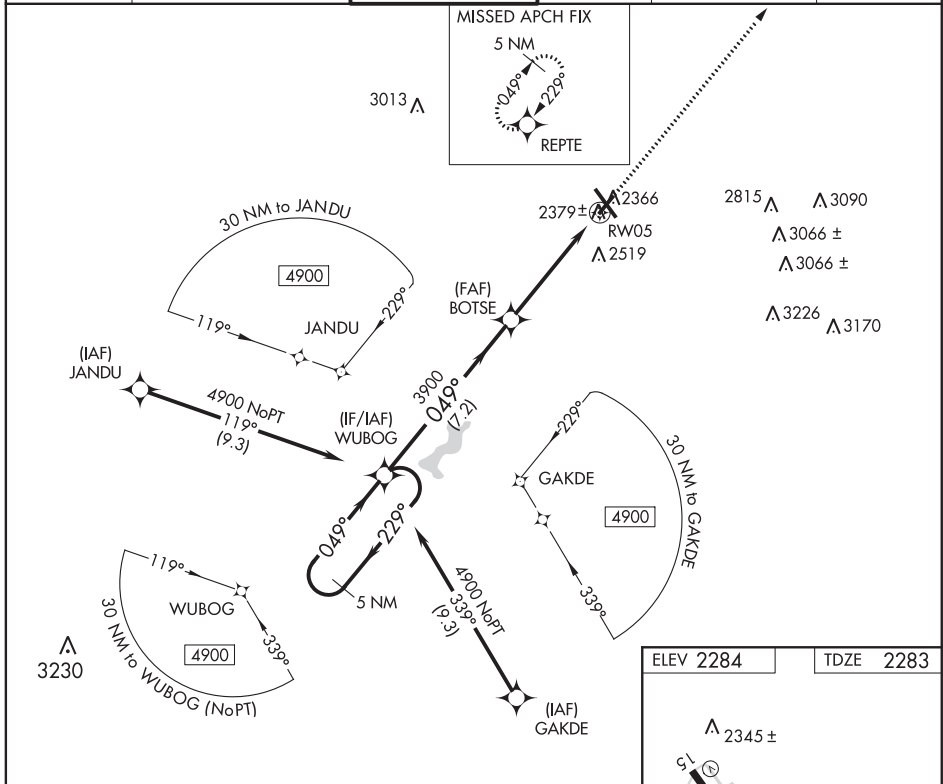 MISSED APCH FIX
5 NM
049°
229°
REPTE
3013
2366
2379 ±
RW05
2519
2815
3090
3066 ±
3066 ±
3226
3170
30 NM to JANDU
4900
229°
119°
JANDU
(FAF)
BOTSE
(IAF)
JANDU
4900 NoPT
119°
(9.3)
3900
049°
(7.2)
(IF/IAF)
WUBOG
229°
GAKDE
30 NM to GAKDE
4900
339°
049°
229°
5 NM
4900 NoPT
339°
(9.3)
119°
WUBOG
339°
4900
30 NM to WUBOG (NoPT)
3230
(IAF)
GAKDE
ELEV 2284
TDZE 2283
2345 ±
15
V